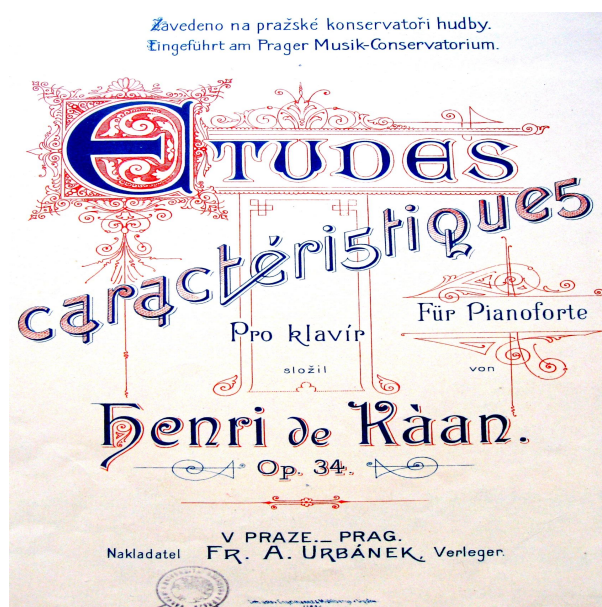 Zavedeno na pražské konservatoři hudby.
Eingeführt am Prager Musik-Conservatorium.
ETUDES
caractéristiques
Pro klavír
Für Pianoforte
složil
von
Henri de Kàan.
Op. 34.
V PRAZE._ PRAG.
Nakladatel FR. A. URBÁNEK, Verleger.